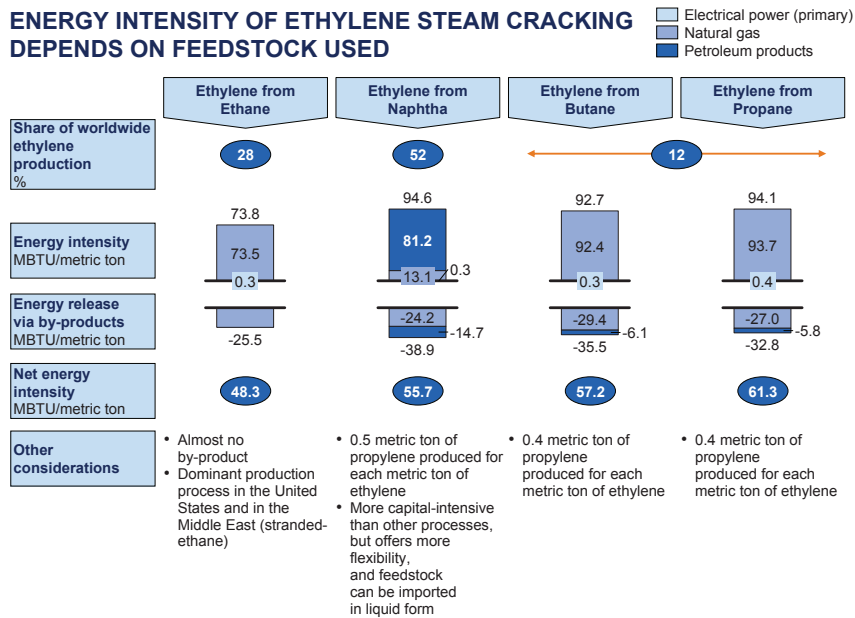 ENERGY INTENSITY OF ETHYLENE STEAM CRACKING
DEPENDS ON FEEDSTOCK USED
Electrical power (primary)
Natural gas
Petroleum products
Ethylene from
Ethane
Ethylene from
Naphtha
Ethylene from
Butane
Ethylene from
Propane
Share of worldwide
ethylene
production
%
28
52
12
Energy intensity
MBTU/metric ton
73.8
73.5
0.3
94.6
81.2
13.1
0.3
92.7
92.4
0.3
94.1
93.7
0.4
Energy release
via by-products
MBTU/metric ton
-25.5
-24.2
-14.7
-38.9
-29.4
-6.1
-35.5
-27.0
-5.8
-32.8
Net energy
intensity
MBTU/metric ton
48.3
55.7
57.2
61.3
Other
considerations
• Almost no
by-product
• Dominant production
process in the United
States and in the
Middle East (stranded-
ethane)
• 0.5 metric ton of
propylene produced for
each metric ton of
ethylene
• More capital-intensive
than other processes,
but offers more
flexibility,
and feedstock
can be imported
in liquid form
• 0.4 metric ton of
propylene
produced for each
metric ton of ethylene
• 0.4 metric ton of
propylene
produced for each
metric ton of ethylene